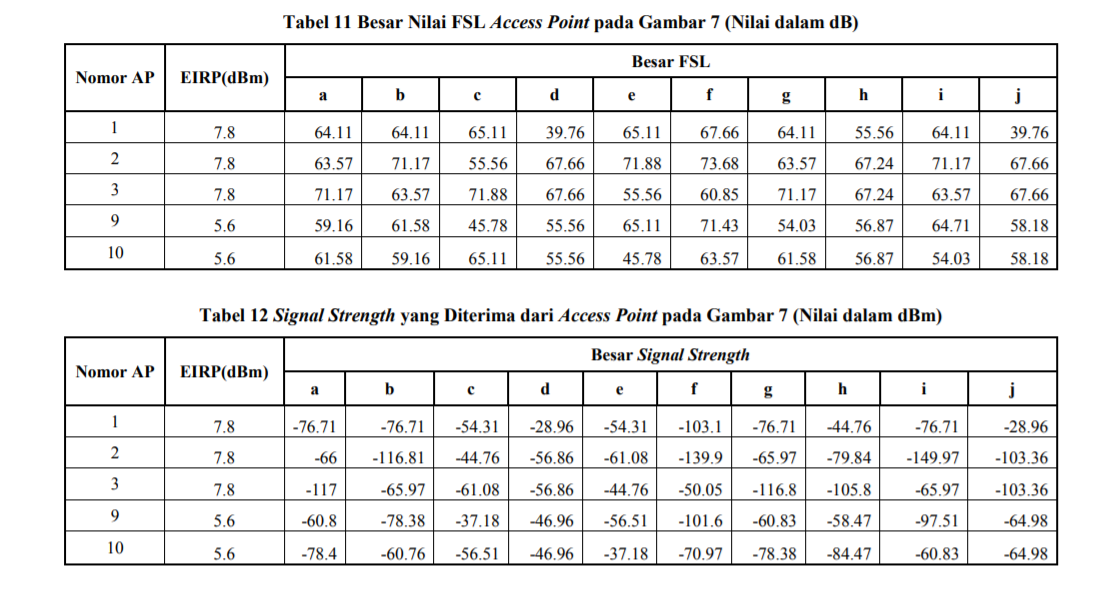 Tabel 11 Besar Nilai FSL Access Point pada Gambar 7 (Nilai dalam dB)
Nomor AP EIRP(dBm) Besar FSL
a b c d e f g h i j
1 7.8 64.11 64.11 65.11 39.76 65.11 67.66 64.11 55.56 64.11 39.76
2 7.8 63.57 71.17 55.56 67.66 71.88 73.68 63.57 67.24 71.17 67.66
3 7.8 71.17 63.57 71.88 67.66 55.56 60.85 71.17 67.24 63.57 67.66
9 5.6 59.16 61.58 45.78 55.56 65.11 71.43 54.03 56.87 64.71 58.18
10 5.6 61.58 59.16 65.11 55.56 45.78 63.57 61.58 56.87 54.03 58.18
Tabel 12 Signal Strength yang Diterima dari Access Point pada Gambar 7 (Nilai dalam dBm)
Nomor AP EIRP(dBm) Besar Signal Strength
a b c d e f g h i j
1 7.8 -76.71 -76.71 -54.31 -28.96 -54.31 -103.1 -76.71 -44.76 -76.71 -28.96
2 7.8 -66 -116.81 -44.76 -56.86 -61.08 -139.9 -65.97 -79.84 -149.97 -103.36
3 7.8 -117 -65.97 -61.08 -56.86 -44.76 -50.05 -116.8 -105.8 -65.97 -103.36
9 5.6 -60.8 -78.38 -37.18 -46.96 -56.51 -101.6 -60.83 -58.47 -97.51 -64.98
10 5.6 -78.4 -60.76 -56.51 -46.96 -37.18 -70.97 -78.38 -84.47 -60.83 -64.98